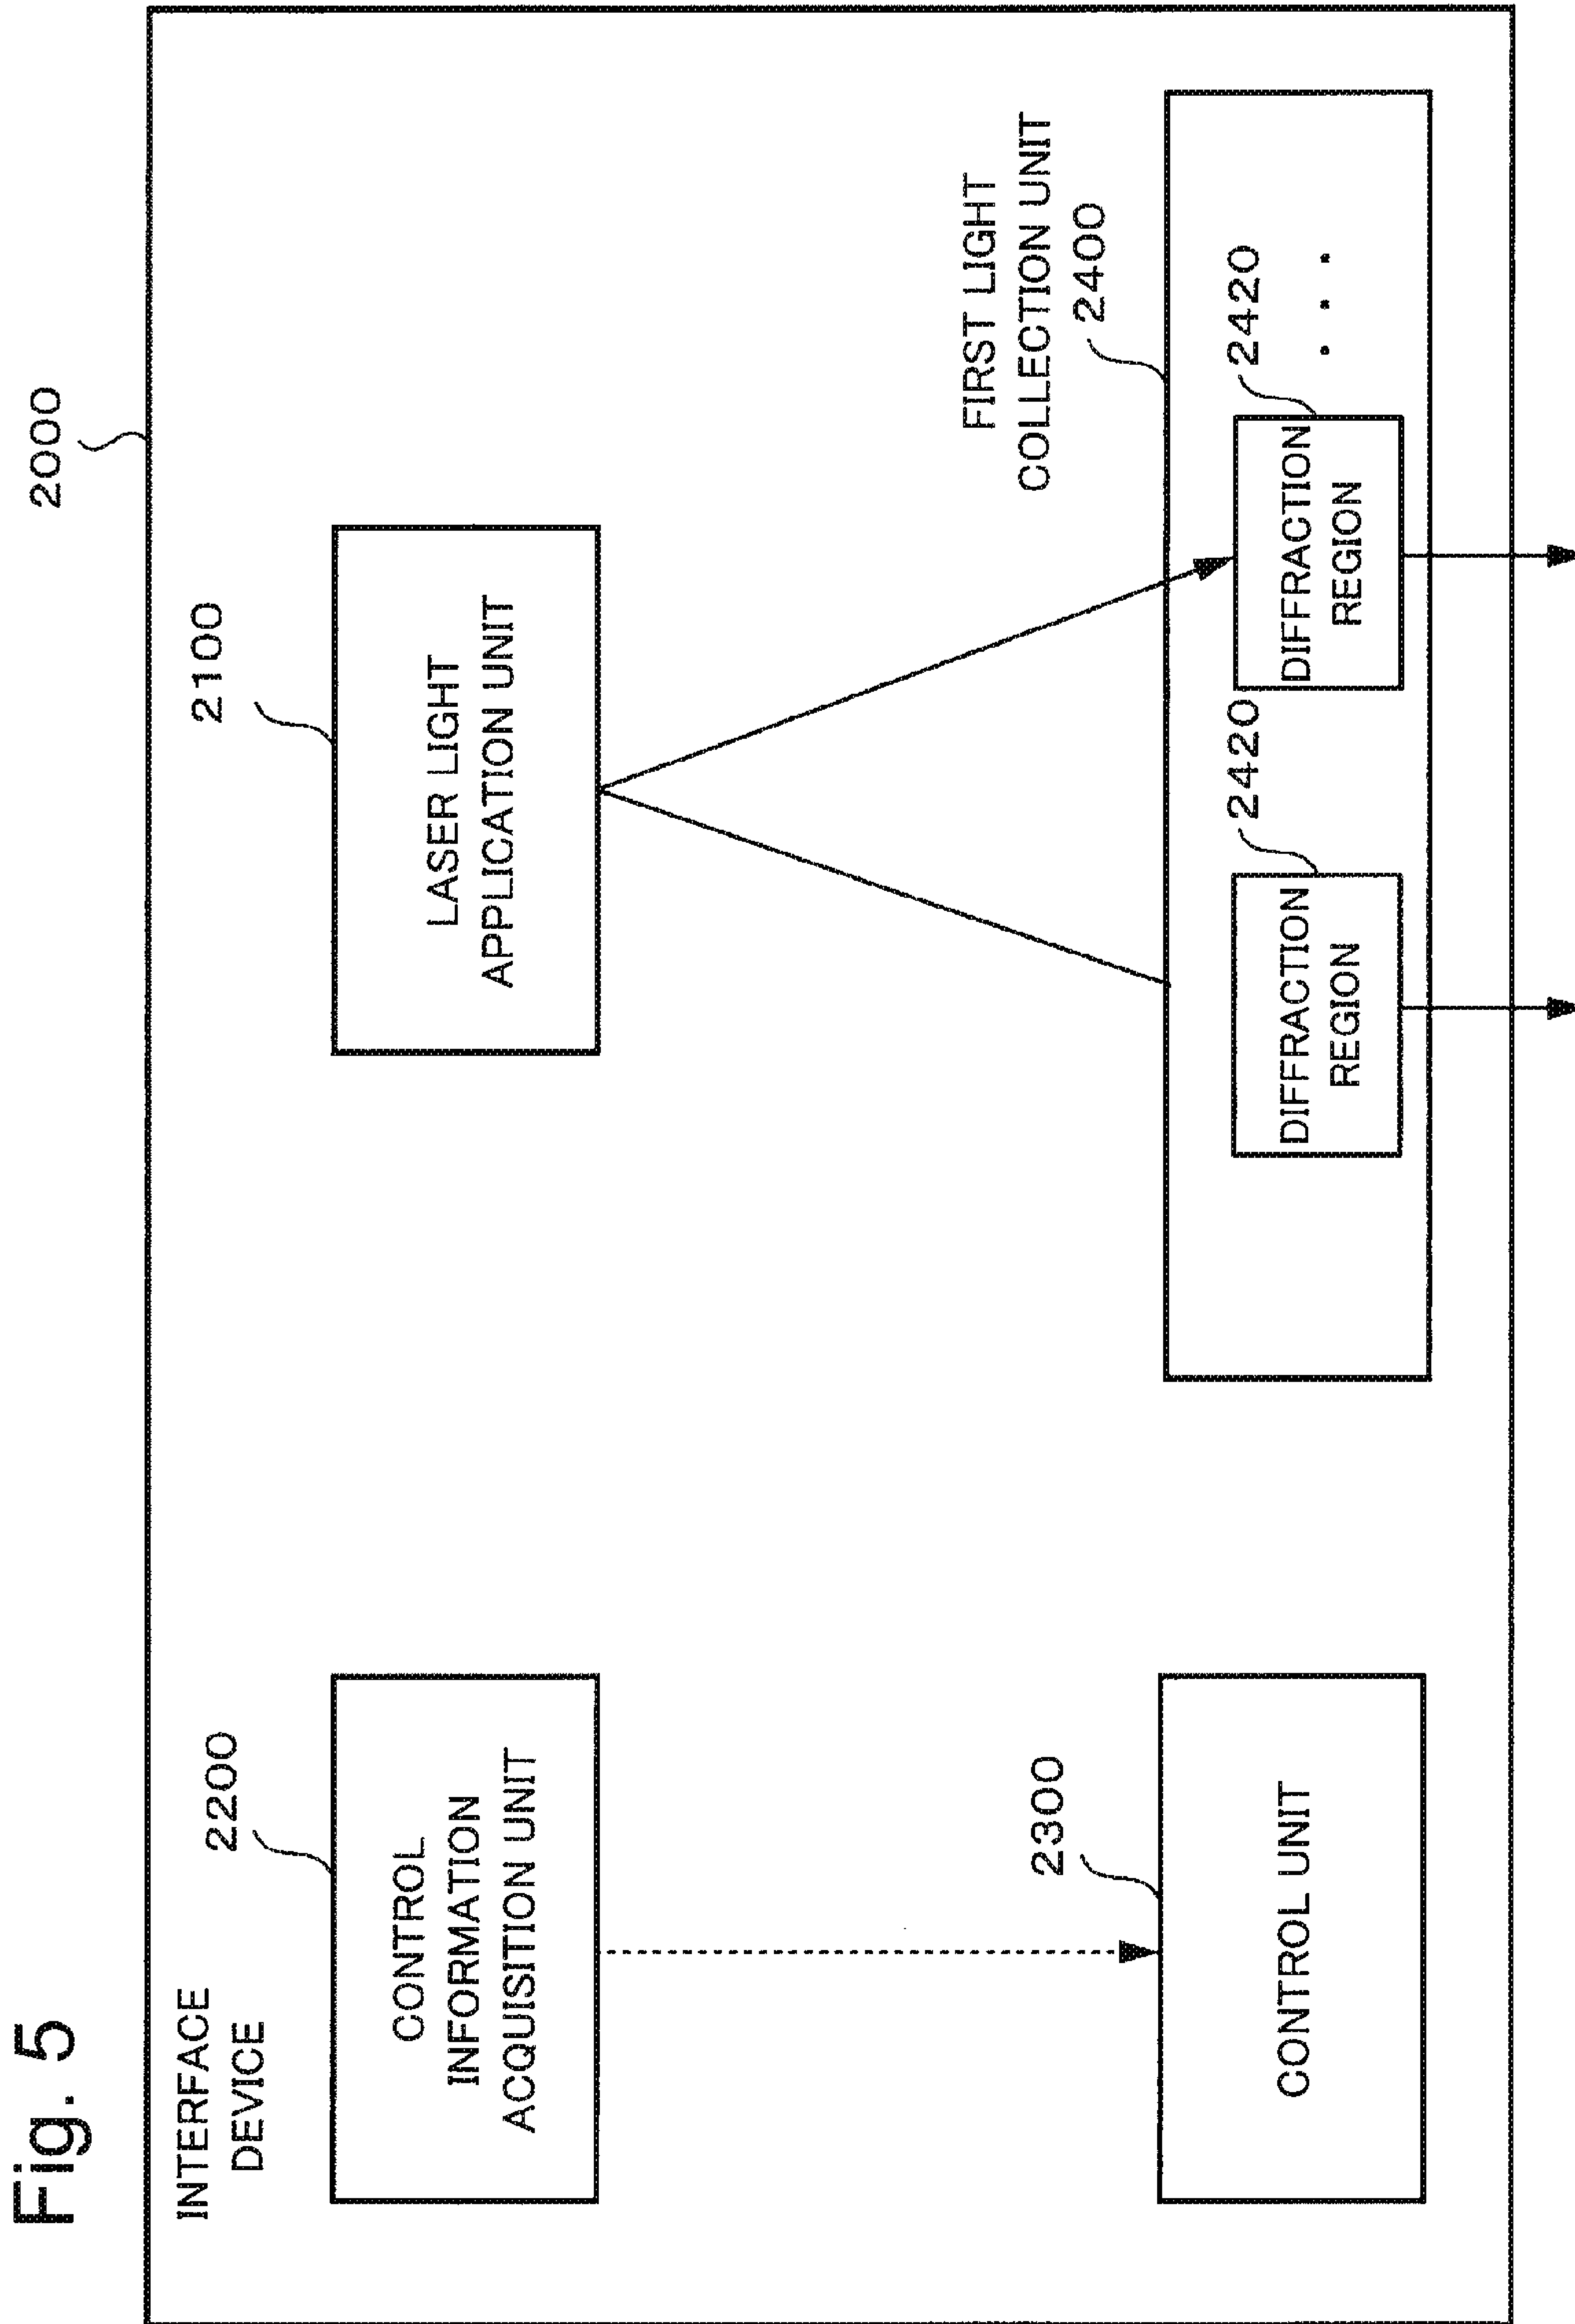 Fig. 5
2000
INTERFACE
DEVICE
2200
CONTROL
INFORMATION
ACQUISITION UNIT
2100
LASER LIGHT
APPLICATION UNIT
2300
CONTROL UNIT
FIRST LIGHT
COLLECTION UNIT
2400
2420
DIFFRACTION
REGION
2420
DIFFRACTION
REGION
. . .